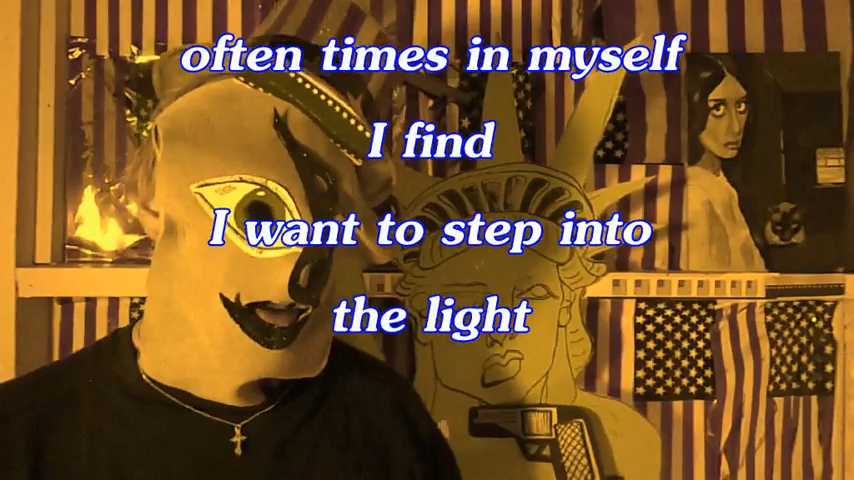 often times in myself
I find
I want to step into
the light